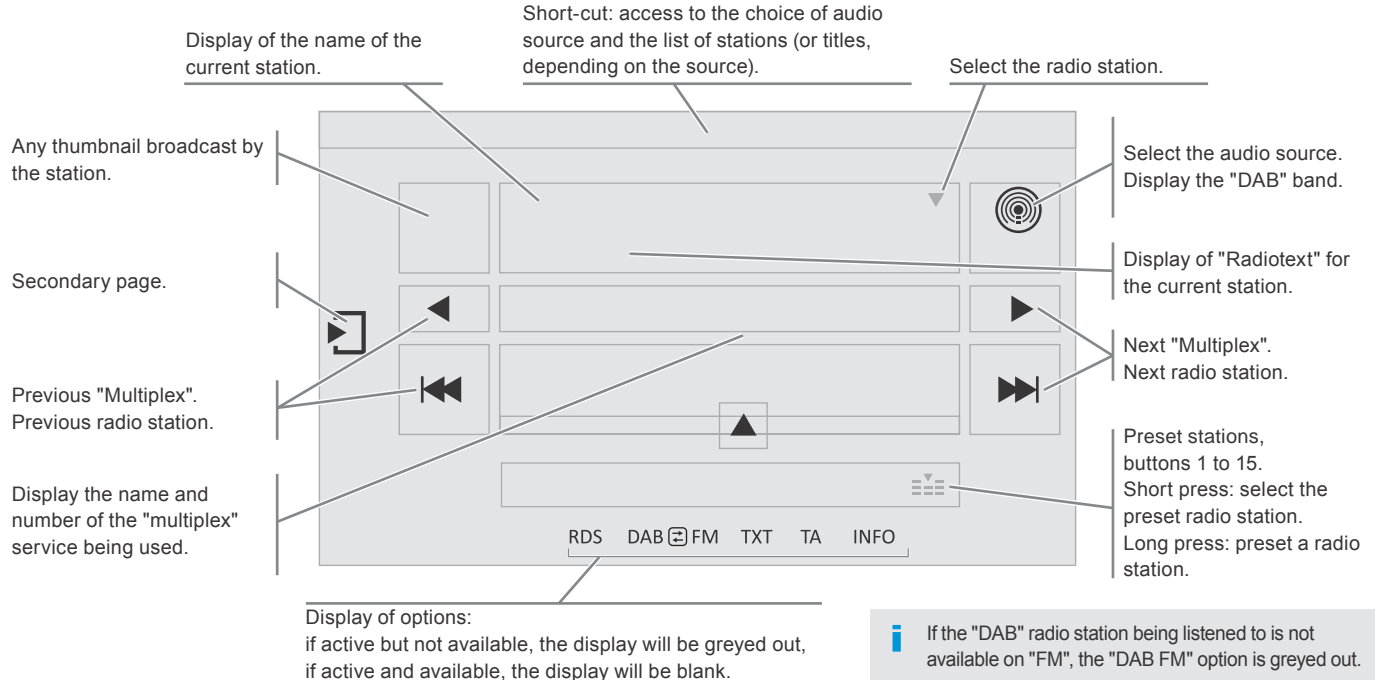 Short-cut: access to the choice of audio
source and the list of stations (or titles,
depending on the source).
Display of the name of the
current station.
Select the radio station.
Any thumbnail broadcast by
the station.
Select the audio source.
Display the "DAB" band.
Secondary page.
Display of "Radiotext" for
the current station.
Previous "Multiplex".
Previous radio station.
Next "Multiplex".
Next radio station.
Display the name and
number of the "multiplex"
service being used.
Preset stations,
buttons 1 to 15.
Short press: select the
preset radio station.
Long press: preset a radio
station.
RDS DAB FM TXT TA INFO
Display of options:
if active but not available, the display will be greyed out,
if active and available, the display will be blank.
i If the "DAB" radio station being listened to is not
available on "FM", the "DAB FM" option is greyed out.